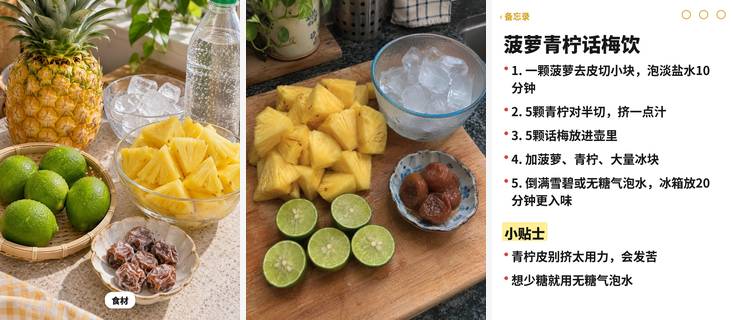 食材
‹ 备忘录
菠萝青柠话梅饮
• 1. 一颗菠萝去皮切小块，泡淡盐水10
分钟
• 2. 5颗青柠对半切，挤一点汁
• 3. 5颗话梅放进壶里
• 4. 加菠萝、青柠、大量冰块
• 5. 倒满雪碧或无糖气泡水，冰箱放20
分钟更入味
小贴士
• 青柠皮别挤太用力，会发苦
• 想少糖就用无糖气泡水